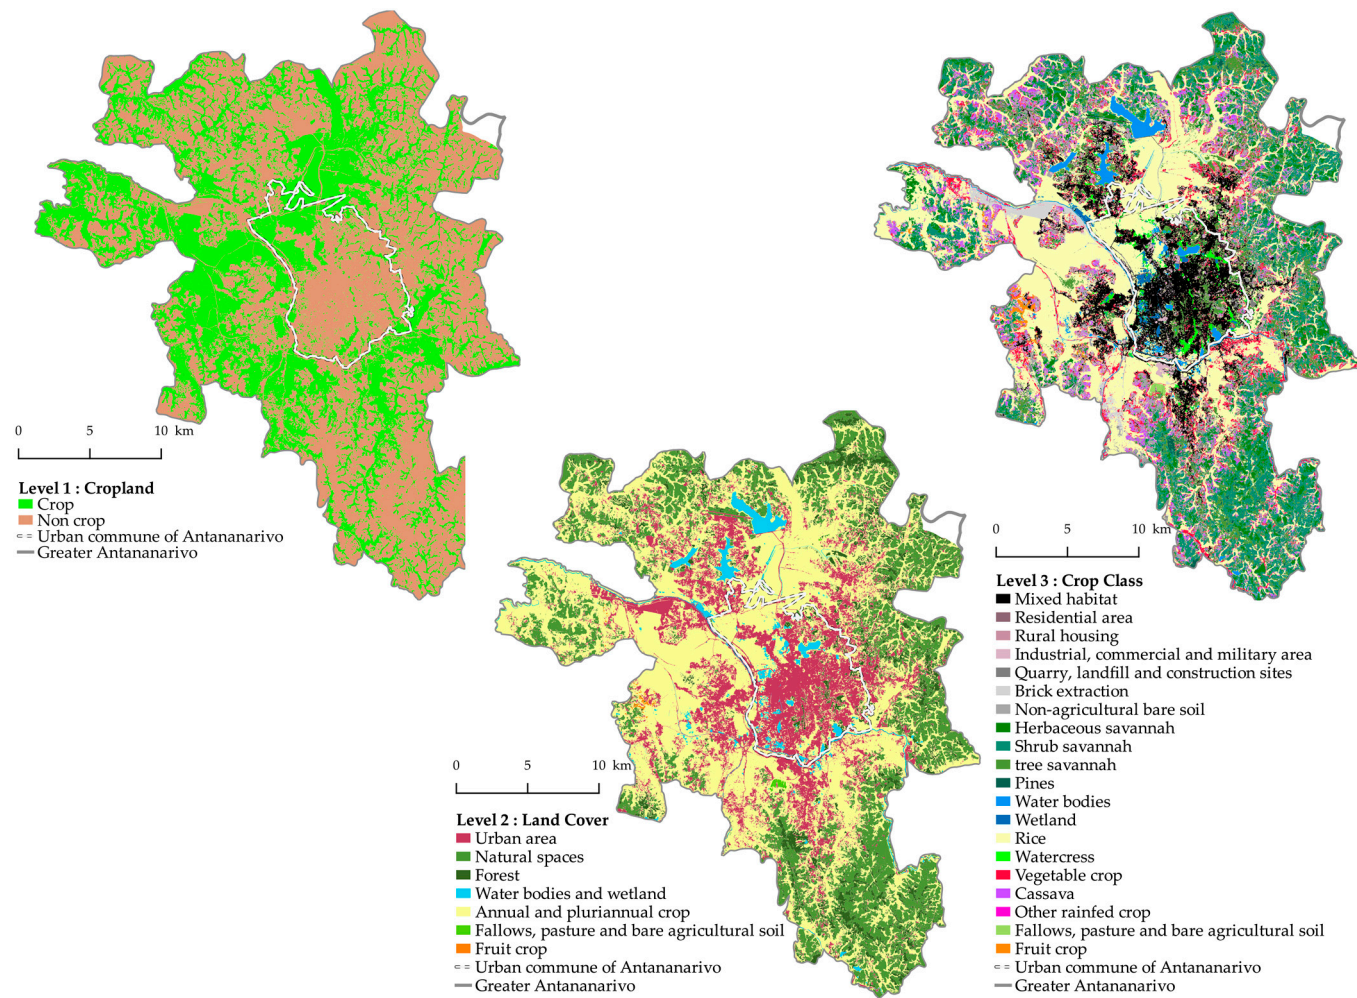 0 5 10 km
Level 1 : Cropland
Crop
Non crop
Urban commune of Antananarivo
Greater Antananarivo
0 5 10 km
Level 2 : Land Cover
Urban area
Natural spaces
Forest
Water bodies and wetland
Annual and pluriannual crop
Fallows, pasture and bare agricultural soil
Fruit crop
Urban commune of Antananarivo
Greater Antananarivo
0 5 10 km
Level 3 : Crop Class
Mixed habitat
Residential area
Rural housing
Industrial, commercial and military area
Quarry, landfill and construction sites
Brick extraction
Non-agricultural bare soil
Herbaceous savannah
Shrub savannah
tree savannah
Pines
Water bodies
Wetland
Rice
Watercress
Vegetable crop
Cassava
Other rainfed crop
Fallows, pasture and bare agricultural soil
Fruit crop
Urban commune of Antananarivo
Greater Antananarivo